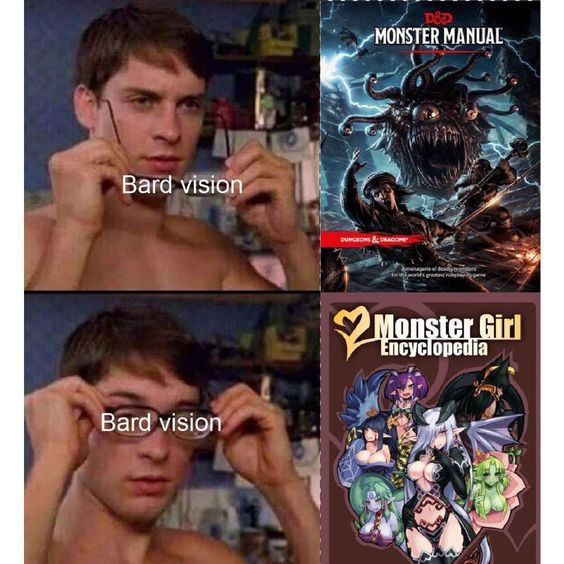 Bard vision
D&D
MONSTER MANUAL
DUNGEONS & DRAGONS®
A menagerie of deadly monsters
for the world's greatest roleplaying game
Bard vision
Monster Girl
Encyclopedia